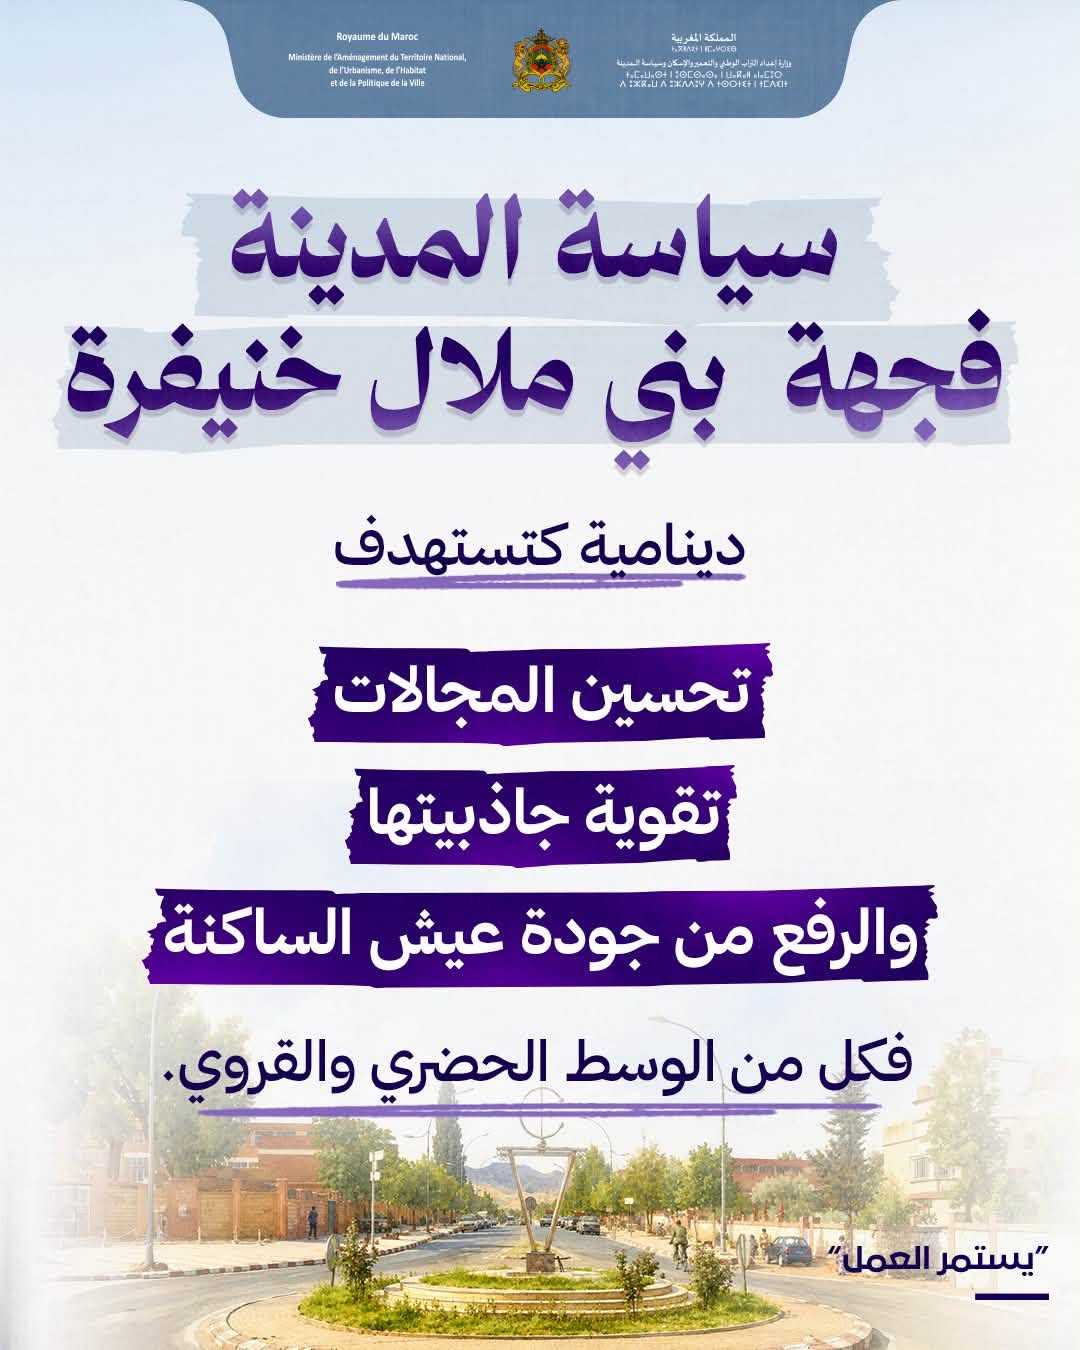 Royaume du Maroc
Ministère de l'Aménagement du Territoire National,
de l'Urbanisme, de l'Habitat
et de la Politique de la Ville
المملكة المغربية
ⵜⴰⴳⵍⴷⵉⵜ ⵏ ⵍⵎⵖⵔⵉⴱ
وزارة إعداد التراب الوطني والتعمير والإسكان وسياسة المدينة
سياسة المدينة
فجهة بني ملال خنيفرة
دينامية كتستهدف
تحسين المجالات
تقوية جاذبيتها
والرفع من جودة عيش الساكنة
فكل من الوسط الحضري والقروي.
"يستمر العمل"